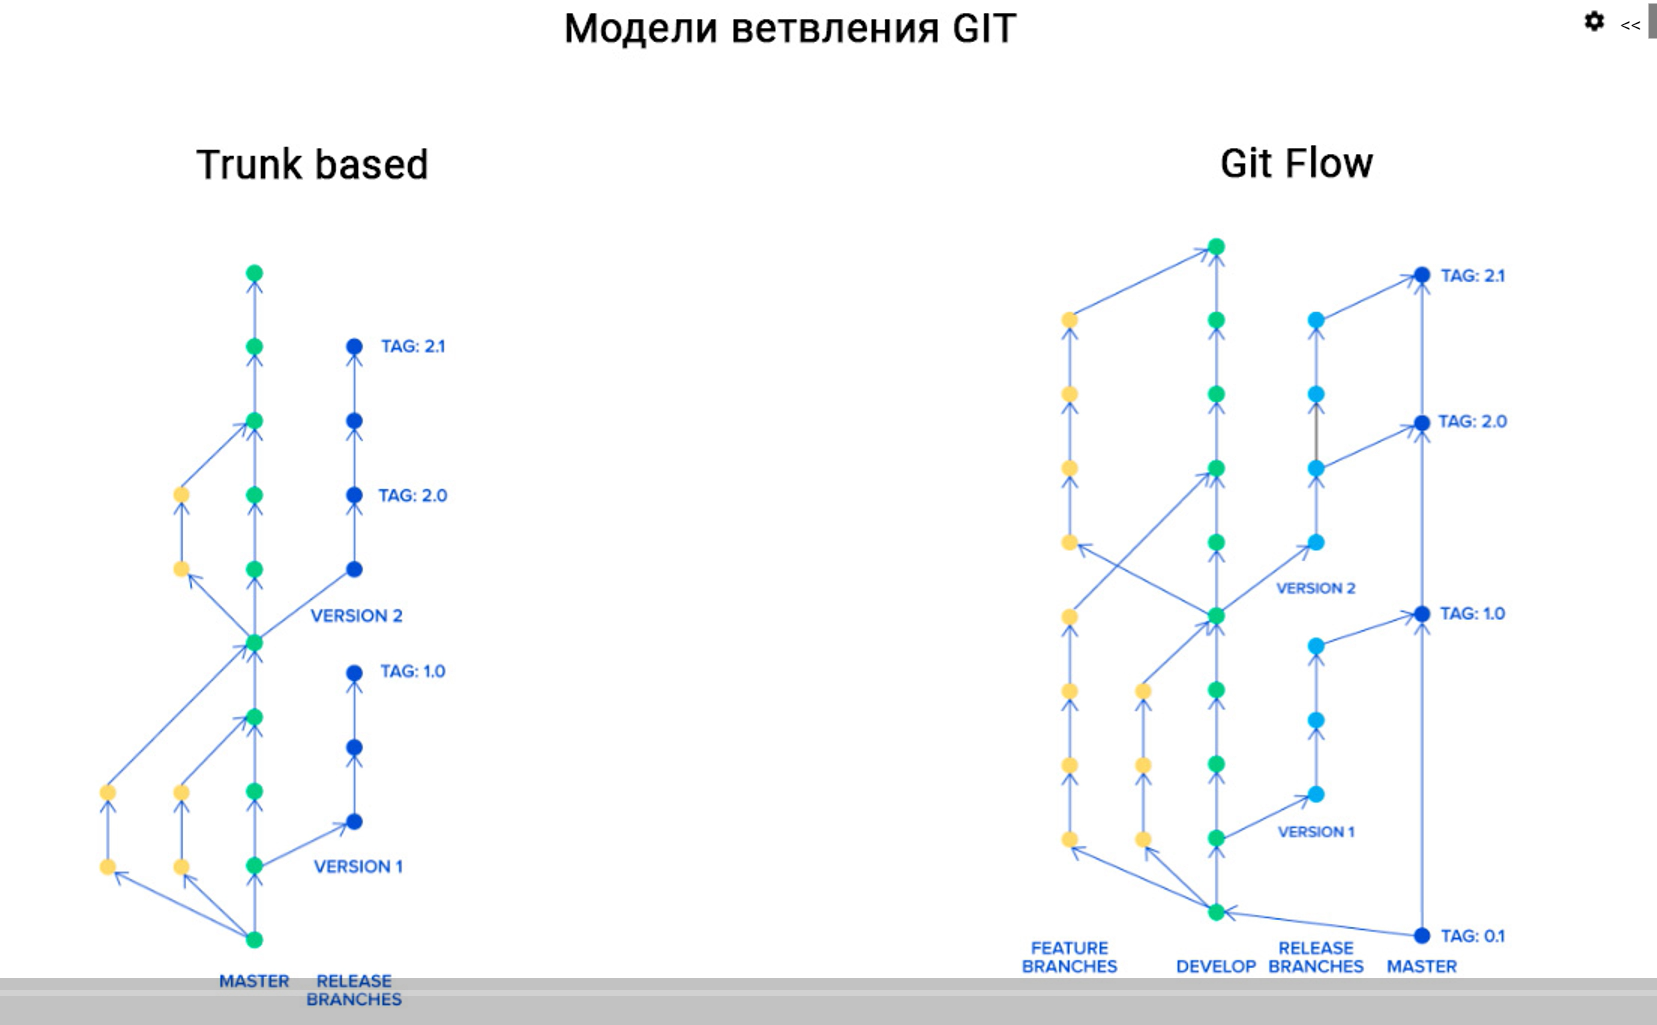 Модели ветвления GIT
<<
Trunk based
TAG: 2.1
TAG: 2.0
VERSION 2
TAG: 1.0
VERSION 1
MASTER
RELEASE
BRANCHES
Git Flow
TAG: 2.1
TAG: 2.0
VERSION 2
TAG: 1.0
VERSION 1
TAG: 0.1
FEATURE
BRANCHES
DEVELOP
RELEASE
BRANCHES
MASTER